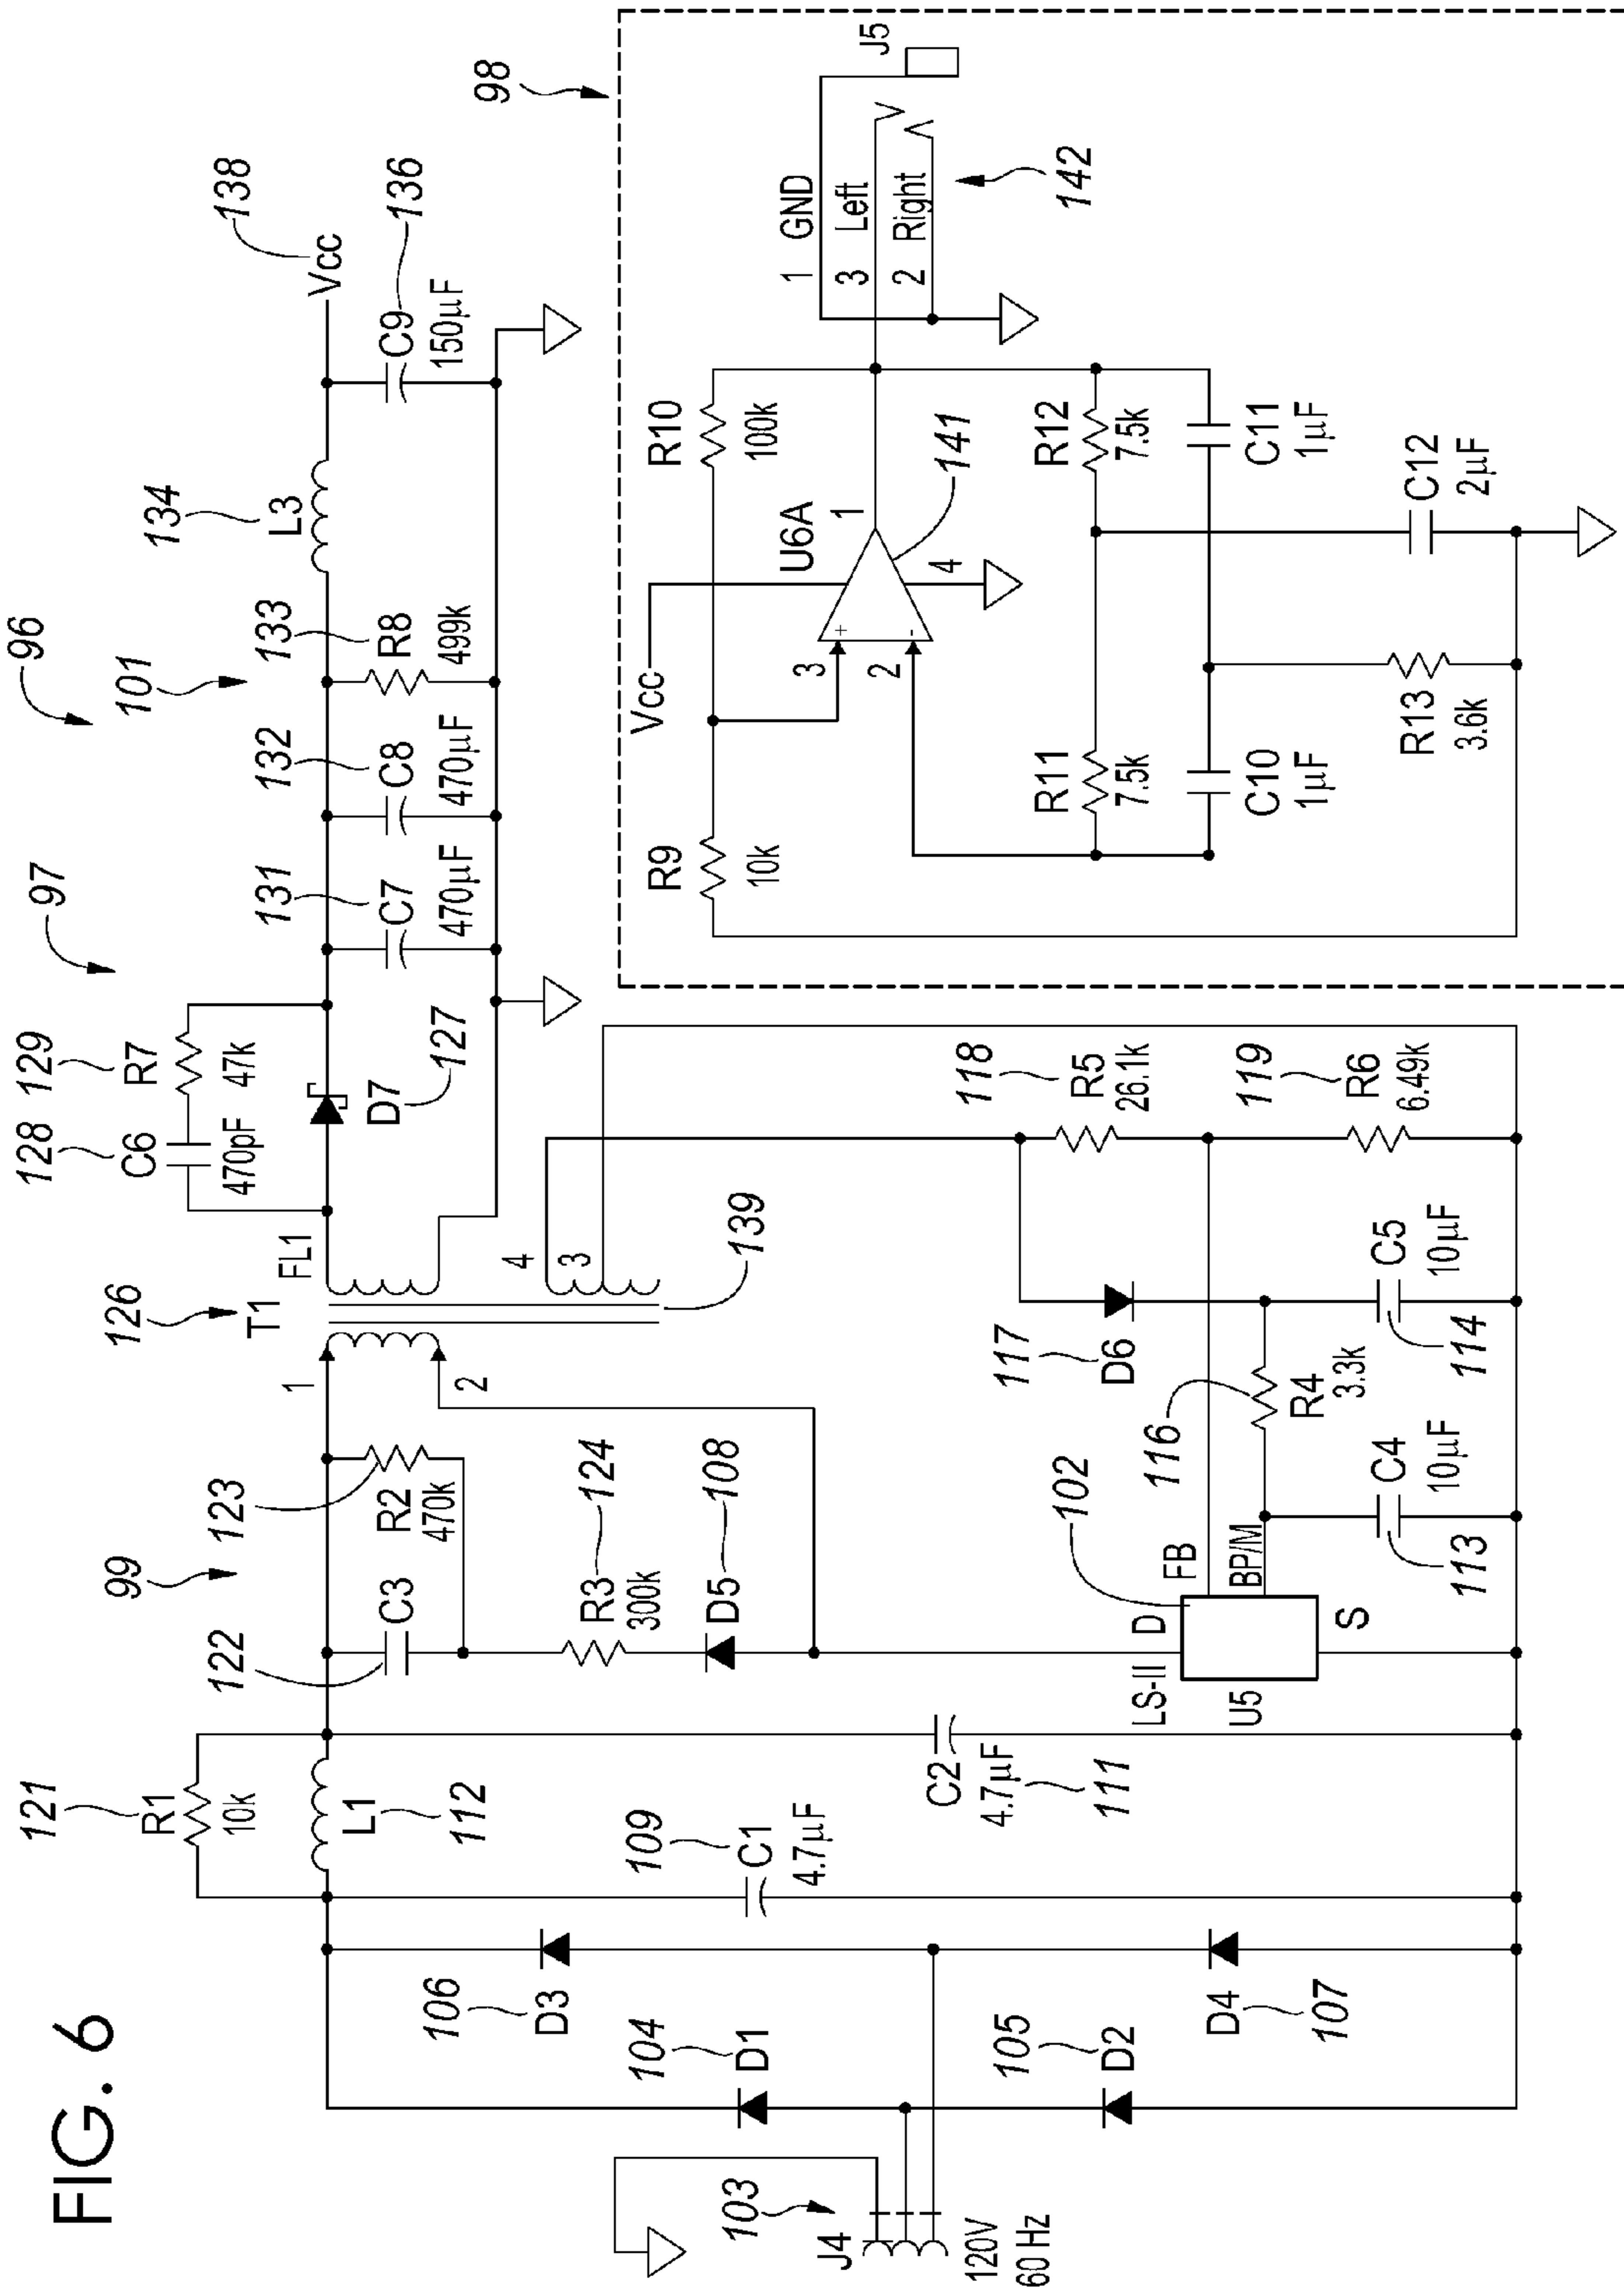 FIG. 6
96
97
98
99
101
138
Vcc
136
C9
150µF
134
L3
133
R8
499k
132
C8
470µF
131
C7
470µF
129
R7
47k
128
C6
470pF
D7
127
126
T1
FL1
1
2
4
3
139
123
R2
470k
122
C3
124
R3
300k
108
D5
121
R1
10k
L1
112
109
C1
4.7µF
C2
4.7µF
111
106
D3
104
D1
105
D2
D4
107
103
J4
120V
60 Hz
102
LS-II
D
FB
BP/M
U5
S
118
R5
26.1k
119
R6
6.49k
117
D6
116
R4
3.3k
C5
10µF
114
C4
10µF
113
J5
1 GND
3 Left
2 Right
142
R10
100k
U6A
1
141
Vcc
3
+
2
-
4
R9
10k
R12
7.5k
R11
7.5k
C11
1µF
C10
1µF
C12
2µF
R13
3.6k